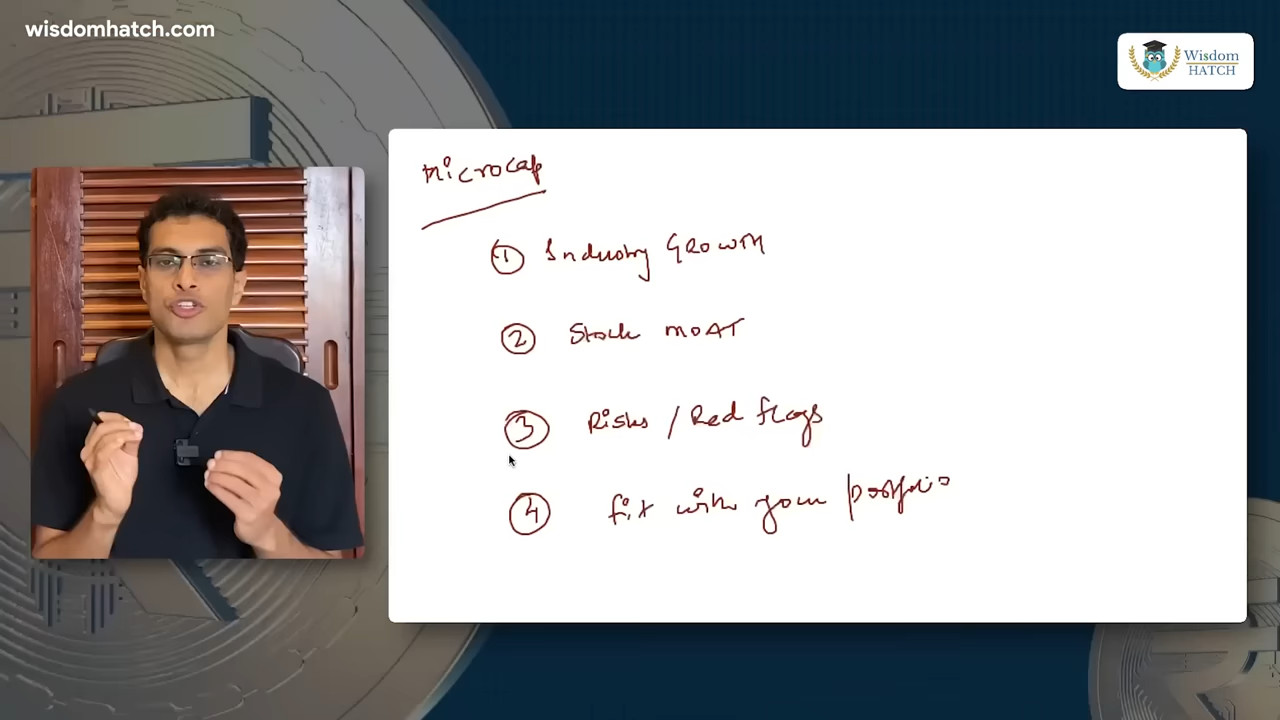 wisdomhatch.com
Wisdom
HATCH
Microcap
1 Industry Growth
2 Stock MOAT
3 Risks / Red flags
4 fit with your portfolio